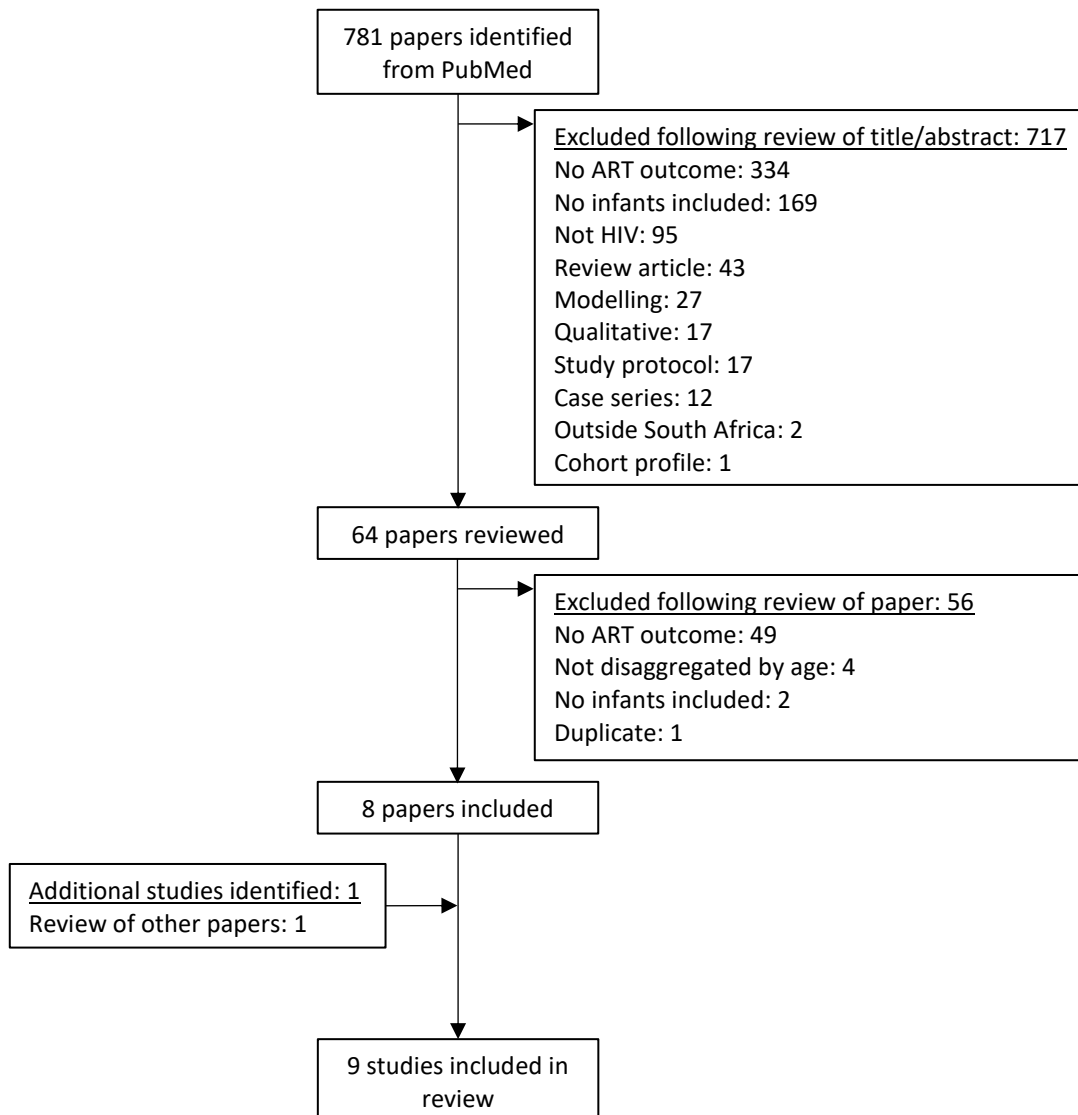 781 papers identified
from PubMed
Excluded following review of title/abstract: 717
No ART outcome: 334
No infants included: 169
Not HIV: 95
Review article: 43
Modelling: 27
Qualitative: 17
Study protocol: 17
Case series: 12
Outside South Africa: 2
Cohort profile: 1
64 papers reviewed
Excluded following review of paper: 56
No ART outcome: 49
Not disaggregated by age: 4
No infants included: 2
Duplicate: 1
8 papers included
Additional studies identified: 1
Review of other papers: 1
9 studies included in
review